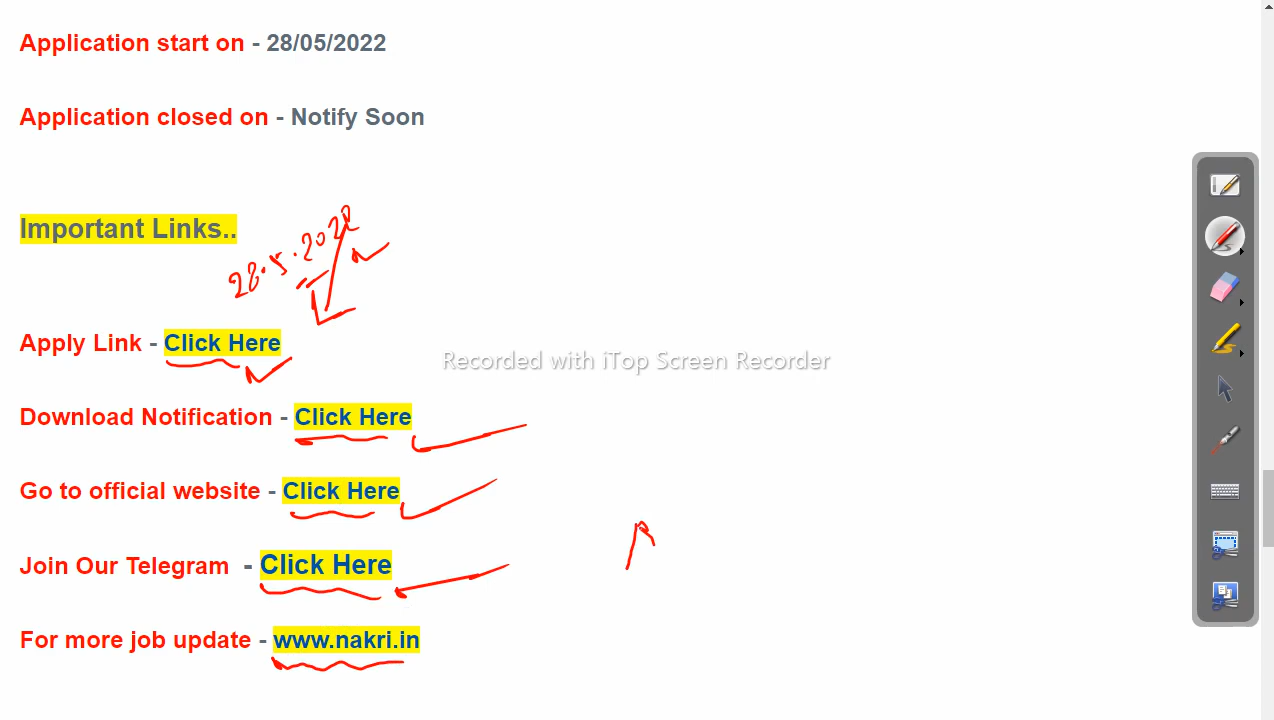 Application start on - 28/05/2022
Application closed on - Notify Soon
Important Links..
28.5.2022
Apply Link - Click Here
Recorded with iTop Screen Recorder
Download Notification - Click Here
Go to official website - Click Here
Join Our Telegram - Click Here
For more job update - www.nakri.in